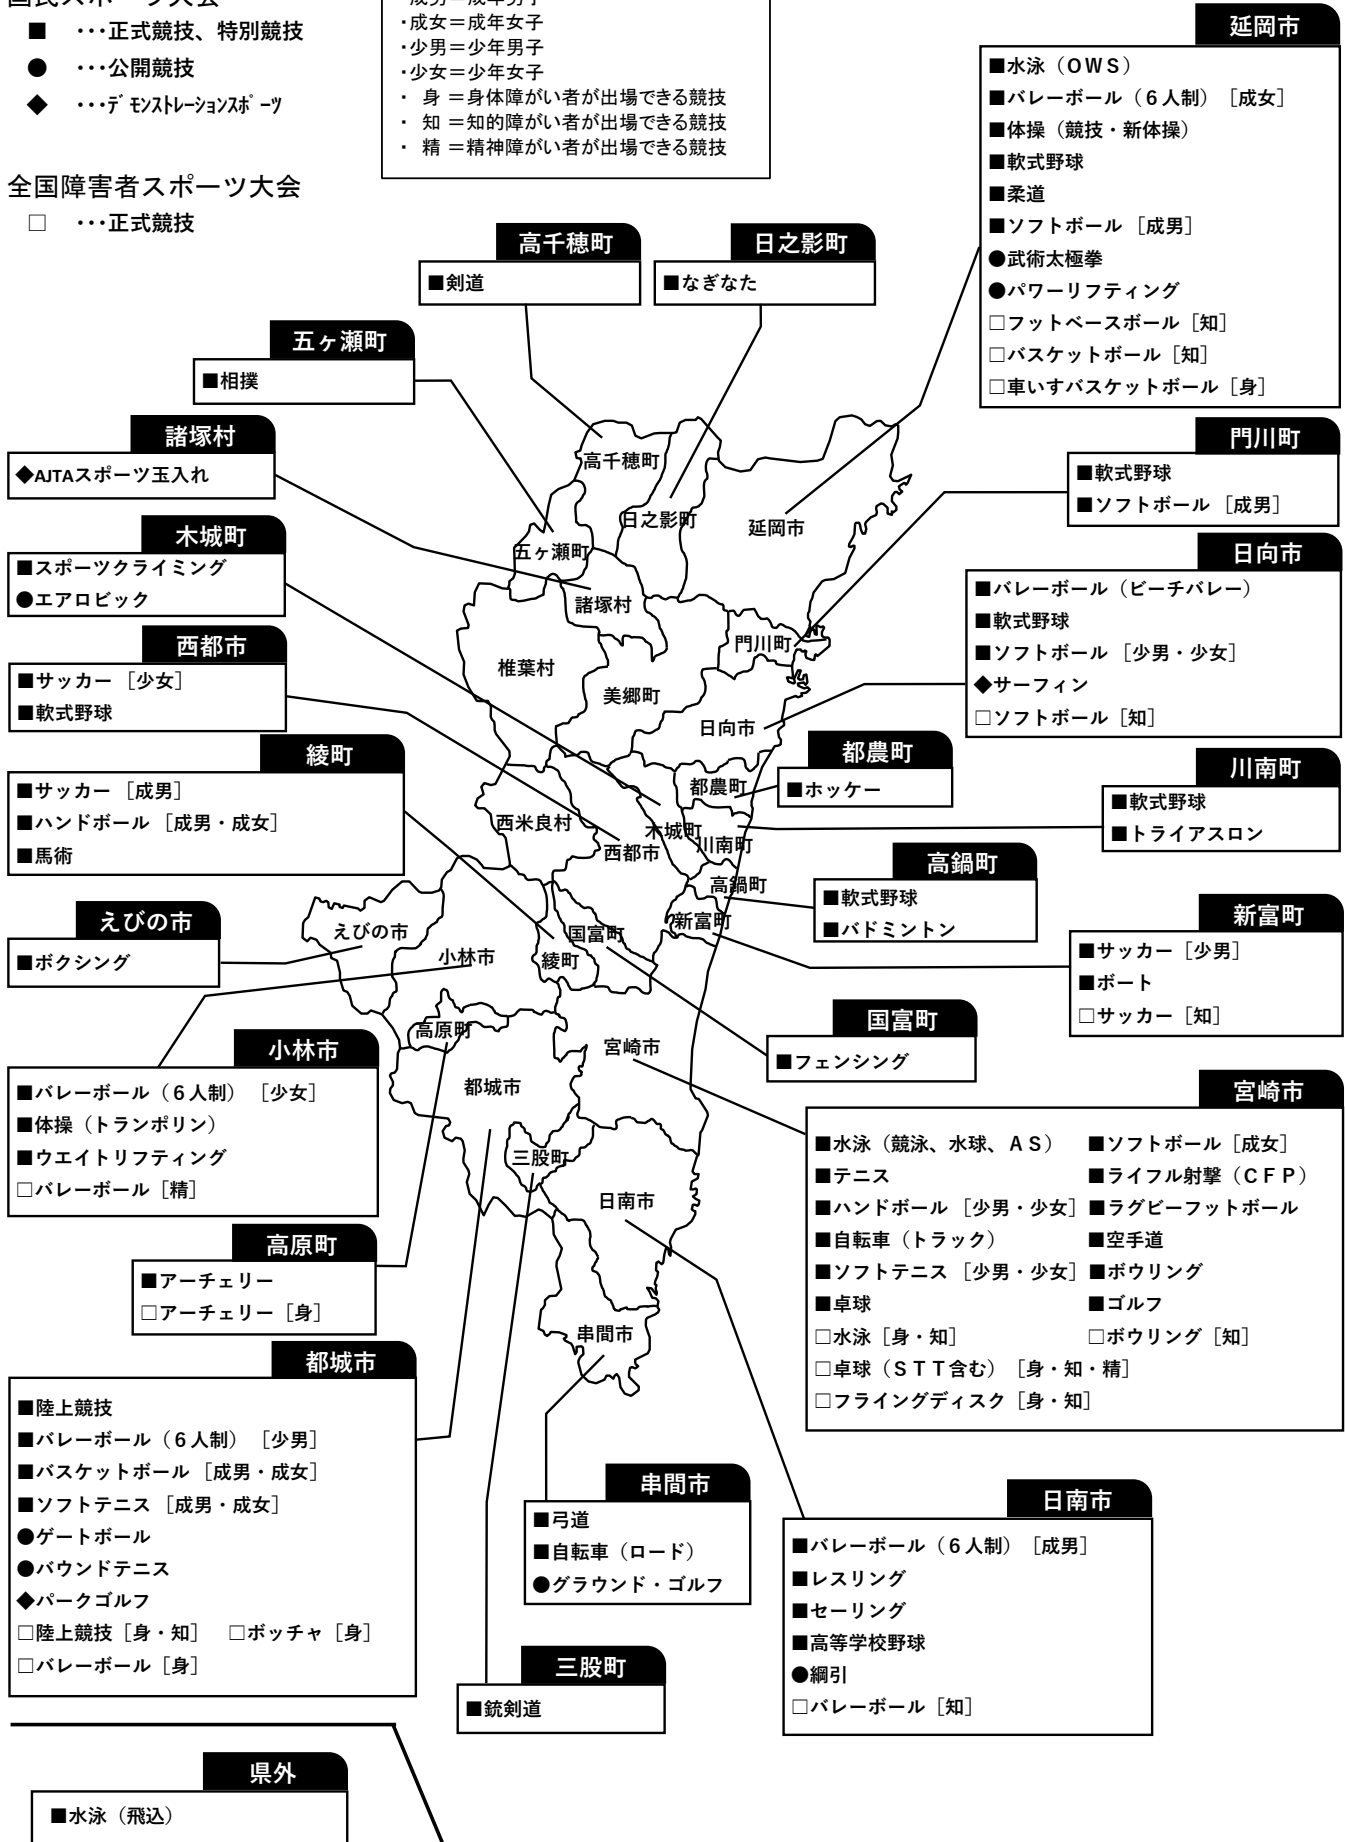 国民スポーツ大会
■ ･･･正式競技、特別競技
● ･･･公開競技
◆ ･･･ﾃﾞﾓﾝｽﾄﾚｰｼｮﾝｽﾎﾟｰﾂ
全国障害者スポーツ大会
□ ･･･正式競技
・成男＝成年男子
・成女＝成年女子
・少男＝少年男子
・少女＝少年女子
・ 身 ＝身体障がい者が出場できる競技
・ 知 ＝知的障がい者が出場できる競技
・ 精 ＝精神障がい者が出場できる競技
延岡市
■水泳（ＯＷＳ）
■バレーボール（６人制）［成女］
■体操（競技・新体操）
■軟式野球
■柔道
■ソフトボール［成男］
●武術太極拳
●パワーリフティング
□フットベースボール［知］
□バスケットボール［知］
□車いすバスケットボール［身］
高千穂町
■剣道
日之影町
■なぎなた
五ヶ瀬町
■相撲
諸塚村
◆AJTAスポーツ玉入れ
門川町
■軟式野球
■ソフトボール［成男］
木城町
■スポーツクライミング
●エアロビック
日向市
■バレーボール（ビーチバレー）
■軟式野球
■ソフトボール［少男・少女］
◆サーフィン
□ソフトボール［知］
西都市
■サッカー［少女］
■軟式野球
綾町
■サッカー［成男］
■ハンドボール［成男・成女］
■馬術
都農町
■ホッケー
川南町
■軟式野球
■トライアスロン
高鍋町
■軟式野球
■バドミントン
えびの市
■ボクシング
新富町
■サッカー［少男］
■ボート
□サッカー［知］
国富町
■フェンシング
小林市
■バレーボール（６人制）［少女］
■体操（トランポリン）
■ウエイトリフティング
□バレーボール［精］
宮崎市
■水泳（競泳、水球、ＡＳ） ■ソフトボール［成女］
■テニス ■ライフル射撃（ＣＦＰ）
■ハンドボール［少男・少女］ ■ラグビーフットボール
■自転車（トラック） ■空手道
■ソフトテニス［少男・少女］ ■ボウリング
■卓球 ■ゴルフ
□水泳［身・知］ □ボウリング［知］
□卓球（ＳＴＴ含む）［身・知・精］
□フライングディスク［身・知］
高原町
■アーチェリー
□アーチェリー［身］
都城市
■陸上競技
■バレーボール（６人制）［少男］
■バスケットボール［成男・成女］
■ソフトテニス［成男・成女］
●ゲートボール
●バウンドテニス
◆パークゴルフ
□陸上競技［身・知］ □ボッチャ［身］
□バレーボール［身］
串間市
■弓道
■自転車（ロード）
●グラウンド・ゴルフ
日南市
■バレーボール（６人制）［成男］
■レスリング
■セーリング
■高等学校野球
●綱引
□バレーボール［知］
三股町
■銃剣道
県外
■水泳（飛込）
高千穂町
日之影町
延岡市
五ヶ瀬町
諸塚村
門川町
椎葉村
美郷町
日向市
都農町
西米良村
木城町
川南町
西都市
高鍋町
新富町
えびの市
国富町
小林市
綾町
高原町
宮崎市
都城市
三股町
日南市
串間市